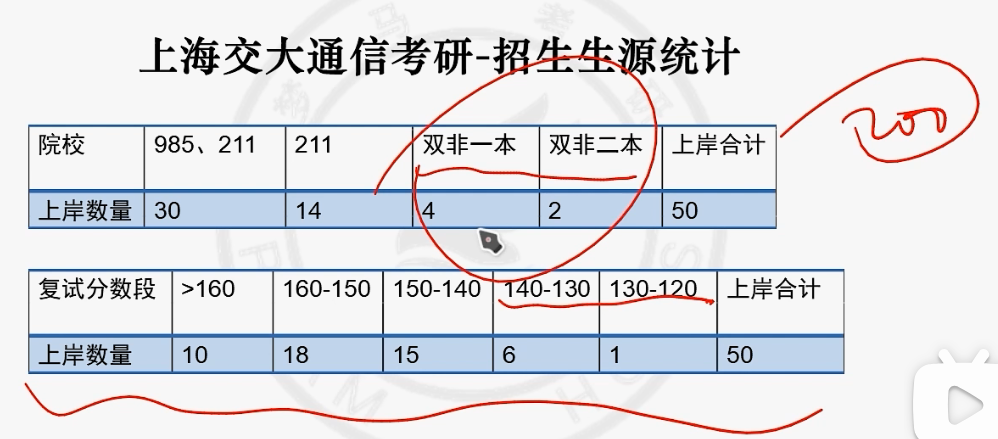 上海交大通信考研-招生生源统计
院校 985、211 211 双非一本 双非二本 上岸合计
上岸数量 30 14 4 2 50
200
复试分数段 >160 160-150 150-140 140-130 130-120 上岸合计
上岸数量 10 18 15 6 1 50